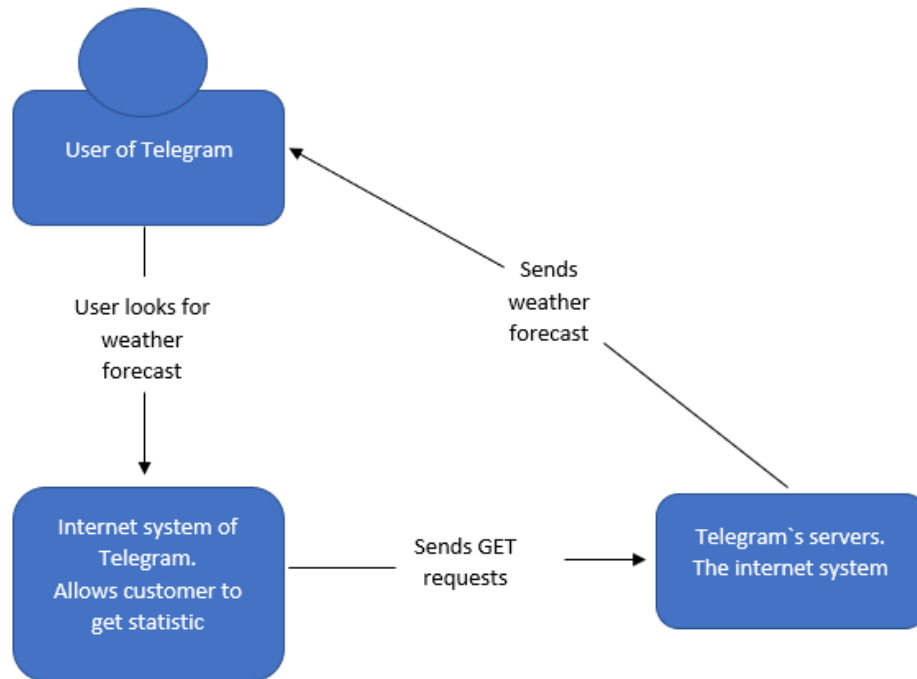 User of Telegram
User looks for
weather
forecast
Sends
weather
forecast
Internet system of
Telegram.
Allows customer to
get statistic
Sends GET
requests
Telegram`s servers.
The internet system